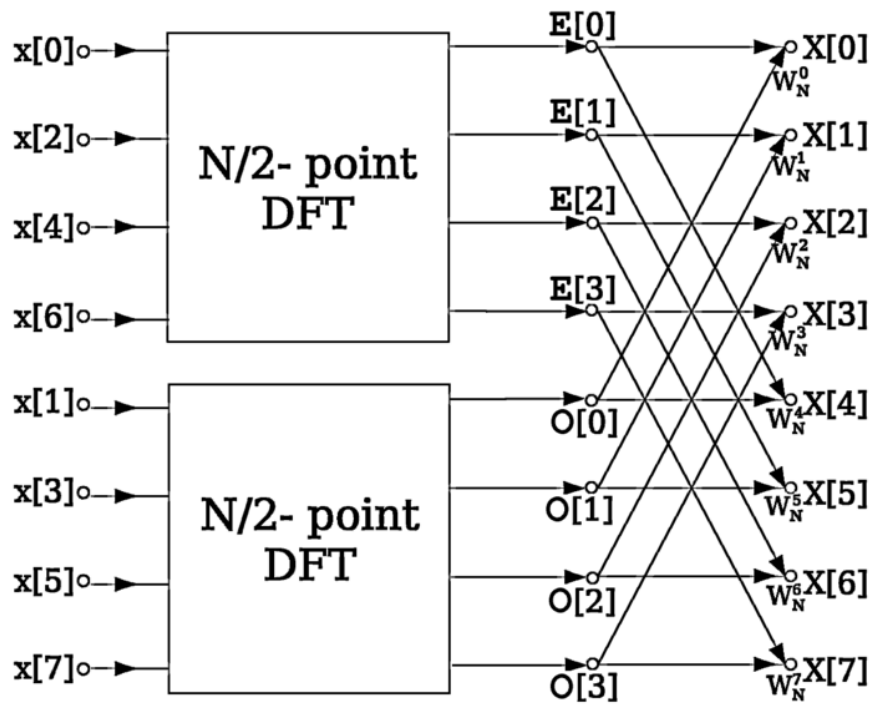 x[0]
x[2]
x[4]
x[6]
x[1]
x[3]
x[5]
x[7]
N/2- point
DFT
N/2- point
DFT
E[0]
E[1]
E[2]
E[3]
O[0]
O[1]
O[2]
O[3]
W_N^0 X[0]
W_N^1 X[1]
W_N^2 X[2]
W_N^3 X[3]
W_N^4 X[4]
W_N^5 X[5]
W_N^6 X[6]
W_N^7 X[7]